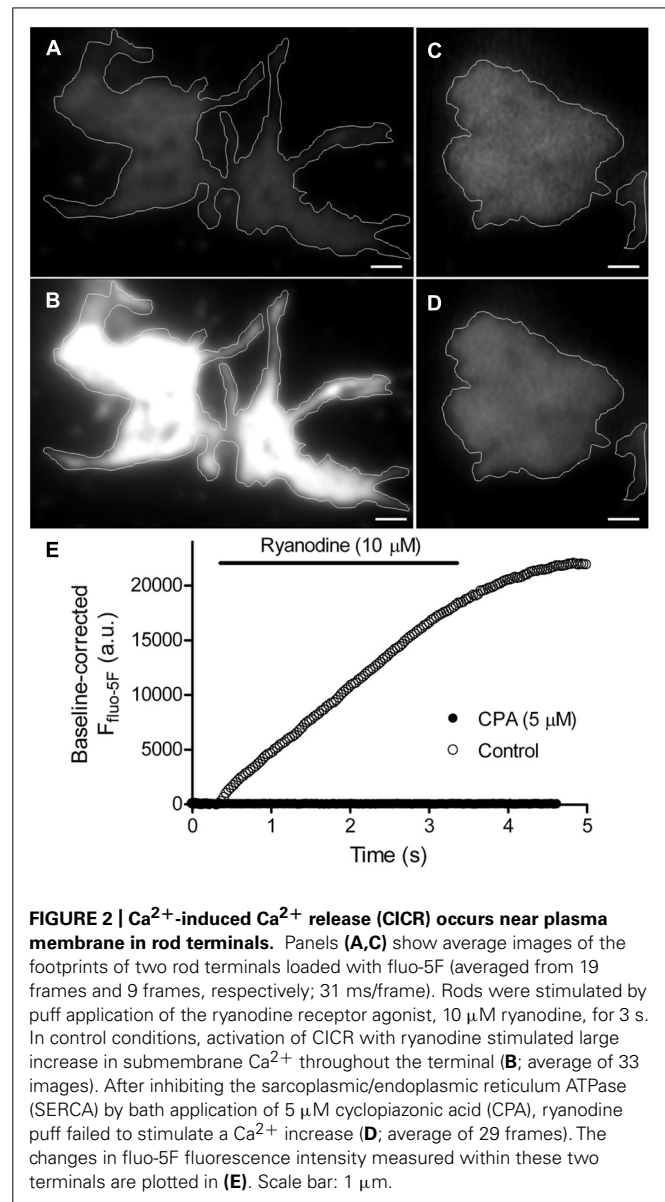 A
C
B
D
E
Ryanodine (10 μM)
Baseline-corrected
F_fluo-5F (a.u.)
20000
15000
10000
5000
0
CPA (5 μM)
Control
0 1 2 3 4 5
Time (s)
FIGURE 2 | Ca²⁺-induced Ca²⁺ release (CICR) occurs near plasma
membrane in rod terminals. Panels (A,C) show average images of the
footprints of two rod terminals loaded with fluo-5F (averaged from 19
frames and 9 frames, respectively; 31 ms/frame). Rods were stimulated by
puff application of the ryanodine receptor agonist, 10 μM ryanodine, for 3 s.
In control conditions, activation of CICR with ryanodine stimulated large
increase in submembrane Ca²⁺ throughout the terminal (B; average of 33
images). After inhibiting the sarcoplasmic/endoplasmic reticulum ATPase
(SERCA) by bath application of 5 μM cyclopiazonic acid (CPA), ryanodine
puff failed to stimulate a Ca²⁺ increase (D; average of 29 frames). The
changes in fluo-5F fluorescence intensity measured within these two
terminals are plotted in (E). Scale bar: 1 μm.